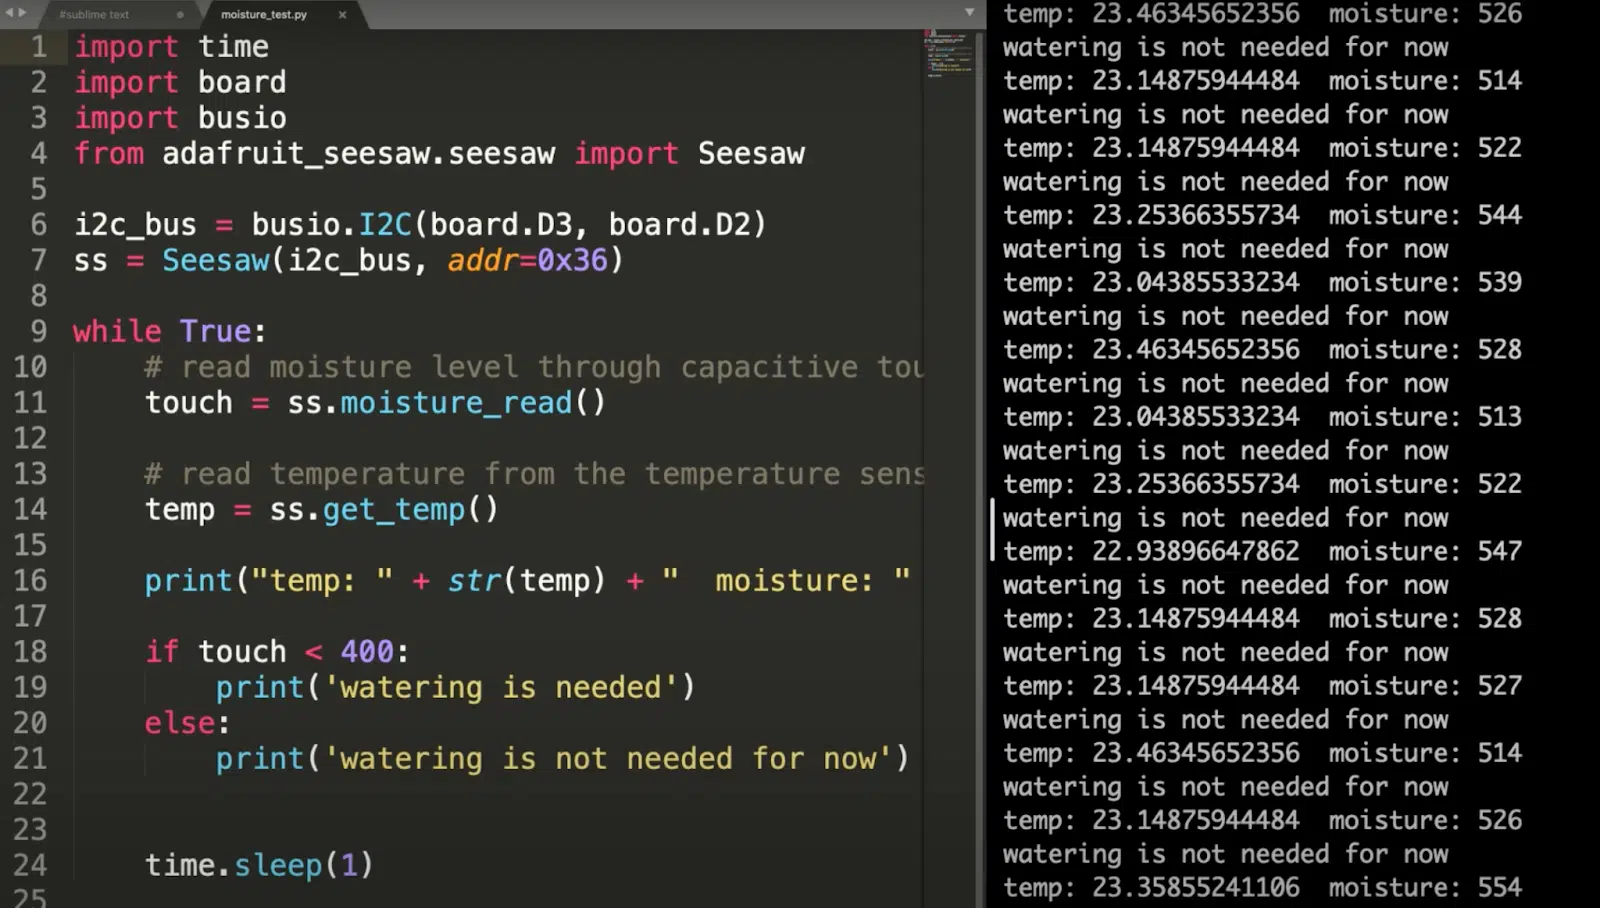 #sublime text
moisture_test.py
1 import time
2 import board
3 import busio
4 from adafruit_seesaw.seesaw import Seesaw
5
6 i2c_bus = busio.I2C(board.D3, board.D2)
7 ss = Seesaw(i2c_bus, addr=0x36)
8
9 while True:
10 # read moisture level through capacitive tou
11 touch = ss.moisture_read()
12
13 # read temperature from the temperature sens
14 temp = ss.get_temp()
15
16 print("temp: " + str(temp) + "  moisture: "
17
18 if touch < 400:
19 print('watering is needed')
20 else:
21 print('watering is not needed for now')
22
23
24 time.sleep(1)
25
temp: 23.46345652356  moisture: 526
watering is not needed for now
temp: 23.14875944484  moisture: 514
watering is not needed for now
temp: 23.14875944484  moisture: 522
watering is not needed for now
temp: 23.25366355734  moisture: 544
watering is not needed for now
temp: 23.04385533234  moisture: 539
watering is not needed for now
temp: 23.46345652356  moisture: 528
watering is not needed for now
temp: 23.04385533234  moisture: 513
watering is not needed for now
temp: 23.25366355734  moisture: 522
watering is not needed for now
temp: 22.93896647862  moisture: 547
watering is not needed for now
temp: 23.14875944484  moisture: 528
watering is not needed for now
temp: 23.14875944484  moisture: 527
watering is not needed for now
temp: 23.46345652356  moisture: 514
watering is not needed for now
temp: 23.14875944484  moisture: 526
watering is not needed for now
temp: 23.35855241106  moisture: 554